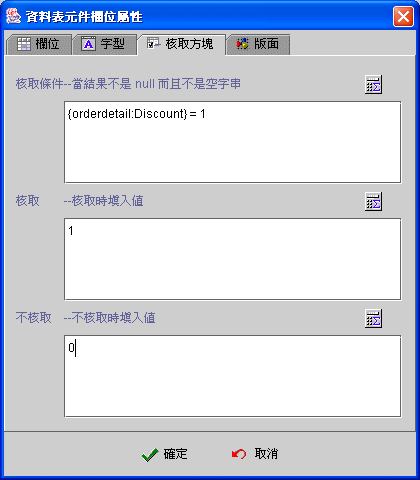 資料表元件欄位屬性
欄位 字型 核取方塊 版面
核取條件--當結果不是 null 而且不是空字串
{orderdetail:Discount} = 1
核取 --核取時填入值
1
不核取 --不核取時填入值
0
確定 取消